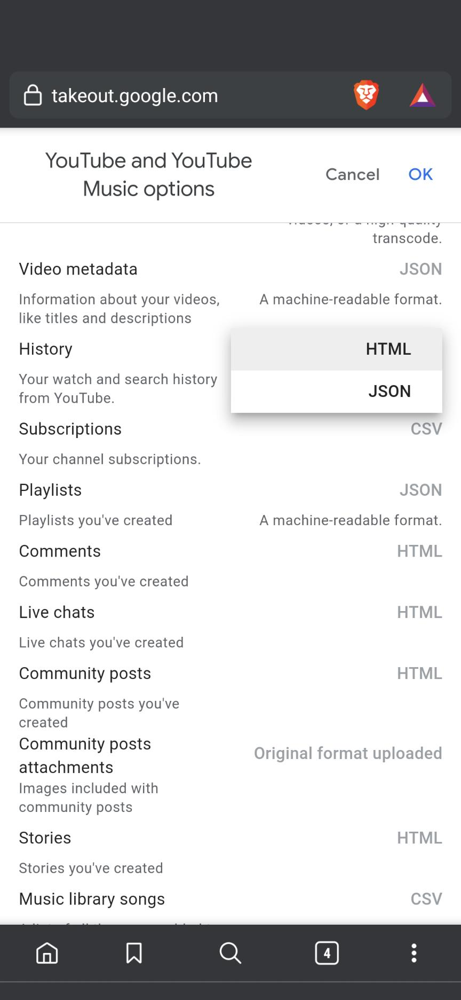 takeout.google.com
YouTube and YouTube
Music options
Cancel
OK
videos, or a high quality
transcode.
Video metadata
JSON
Information about your videos,
like titles and descriptions
A machine-readable format.
History
HTML
JSON
Your watch and search history
from YouTube.
Subscriptions
CSV
Your channel subscriptions.
Playlists
JSON
Playlists you've created
A machine-readable format.
Comments
HTML
Comments you've created
Live chats
HTML
Live chats you've created
Community posts
HTML
Community posts you've
created
Community posts
attachments
Original format uploaded
Images included with
community posts
Stories
HTML
Stories you've created
Music library songs
CSV
4